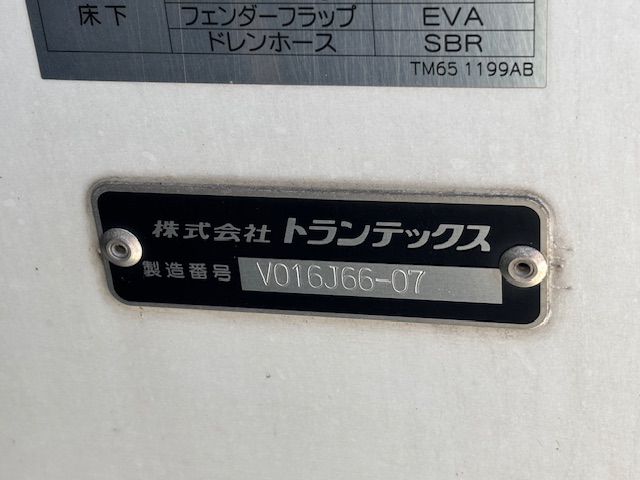 床下 フェンダーフラップ EVA
ドレンホース SBR
TM65 1199AB
株式会社 トランテックス
製造番号 V016J66-07